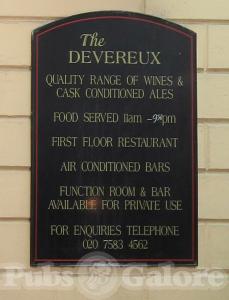 The
DEVEREUX
QUALITY RANGE OF WINES &
CASK CONDITIONED ALES
FOOD SERVED 11am – 9pm
FIRST FLOOR RESTAURANT
AIR CONDITIONED BARS
FUNCTION ROOM & BAR
AVAILABLE FOR PRIVATE USE
FOR ENQUIRIES TELEPHONE
020 7583 4562
Pubs Galore